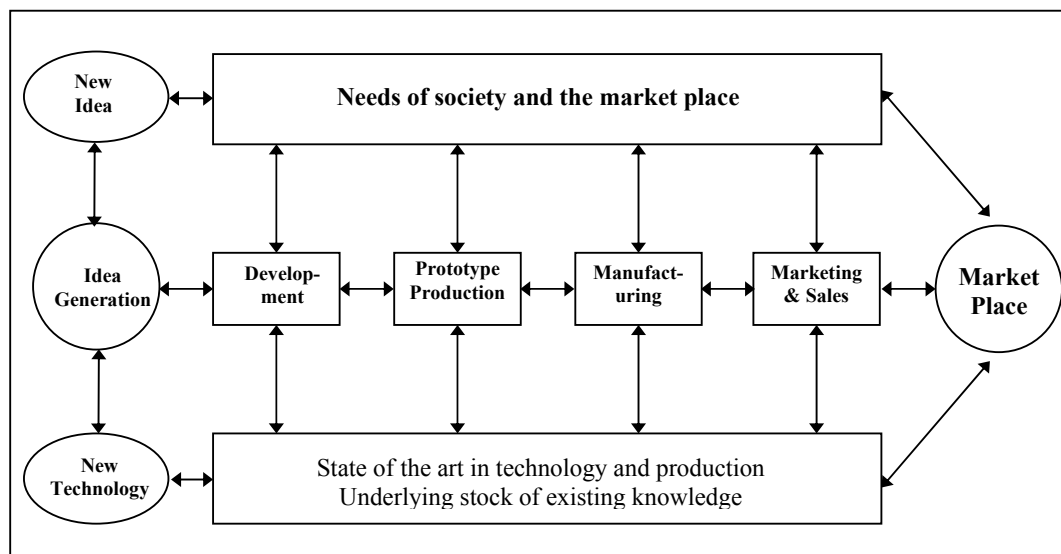 New
Idea
Needs of society and the market place
Idea
Generation
Develop-
ment
Prototype
Production
Manufact-
uring
Marketing
& Sales
Market
Place
New
Technology
State of the art in technology and production
Underlying stock of existing knowledge